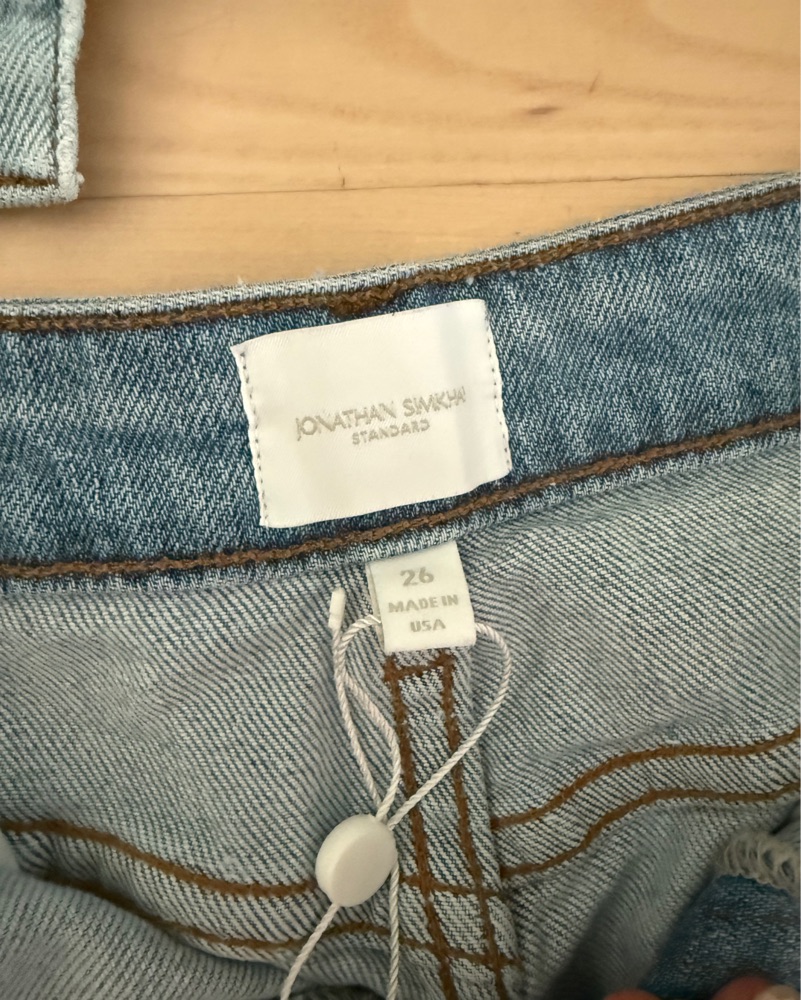 JONATHAN SIMKHAI
STANDARD
26
MADE IN
USA